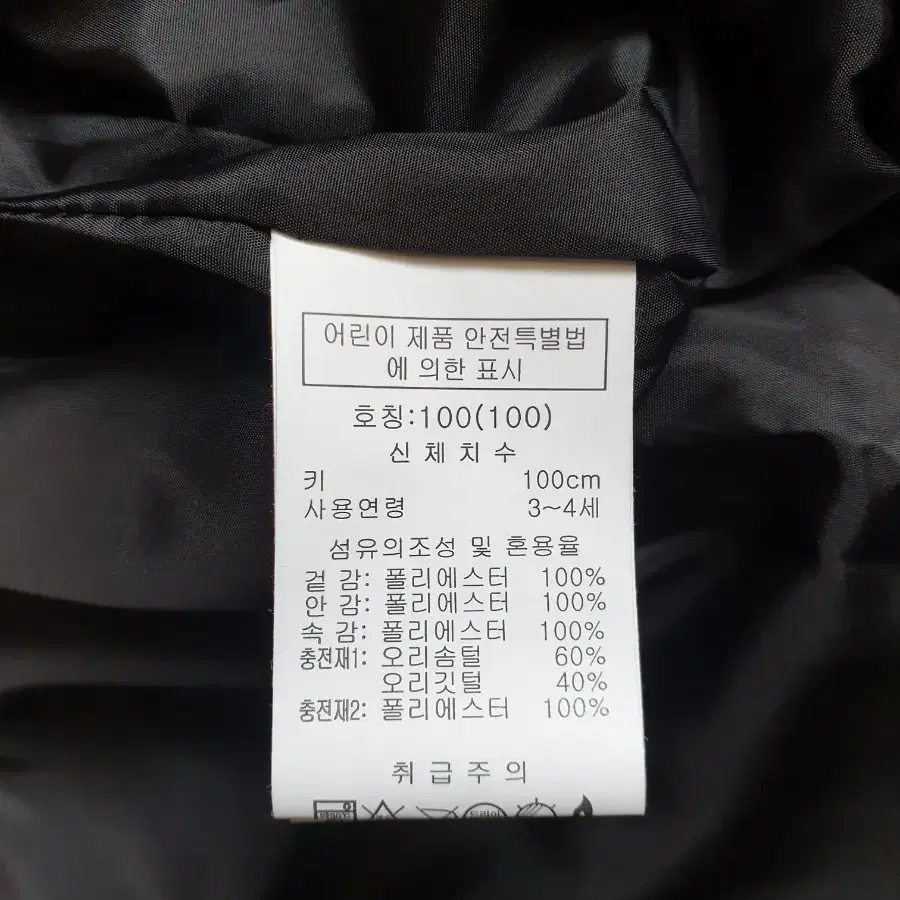 어린이 제품 안전특별법
에 의한 표시
호칭:100(100)
신체치수
키 100cm
사용연령 3~4세
섬유의조성 및 혼용율
겉 감: 폴리에스터 100%
안 감: 폴리에스터 100%
속 감: 폴리에스터 100%
충전재1: 오리솜털 60%
오리깃털 40%
충전재2: 폴리에스터 100%
취급주의